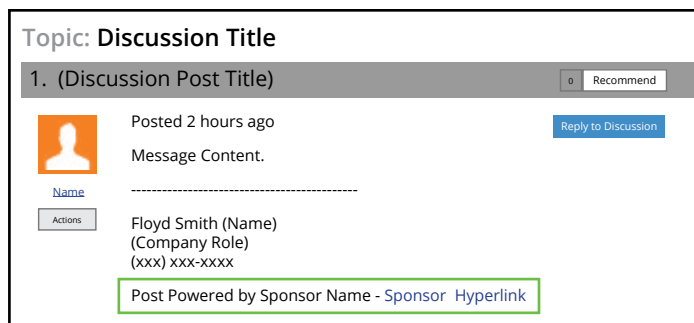 Topic: Discussion Title
1. (Discussion Post Title)
0 Recommend
Posted 2 hours ago
Reply to Discussion
Message Content.
Name
--------------------------------------------
Actions
Floyd Smith (Name)
(Company Role)
(xxx) xxx-xxxx
Post Powered by Sponsor Name - Sponsor Hyperlink